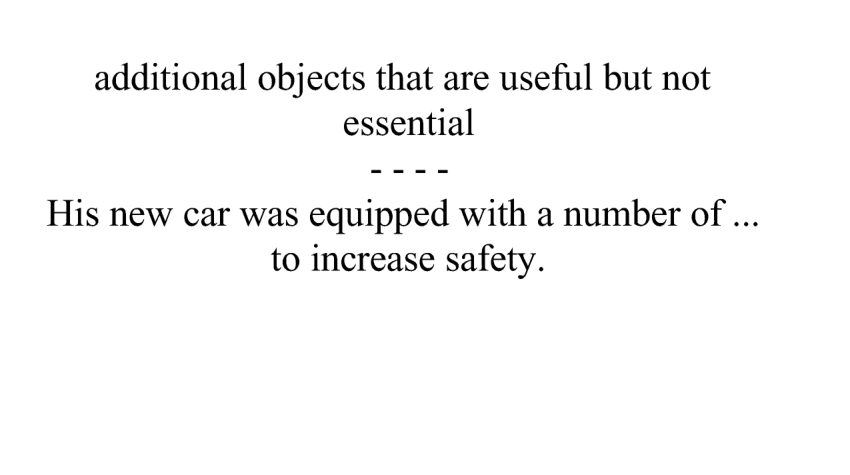 additional objects that are useful but not
essential
- - - -
His new car was equipped with a number of ...
to increase safety.